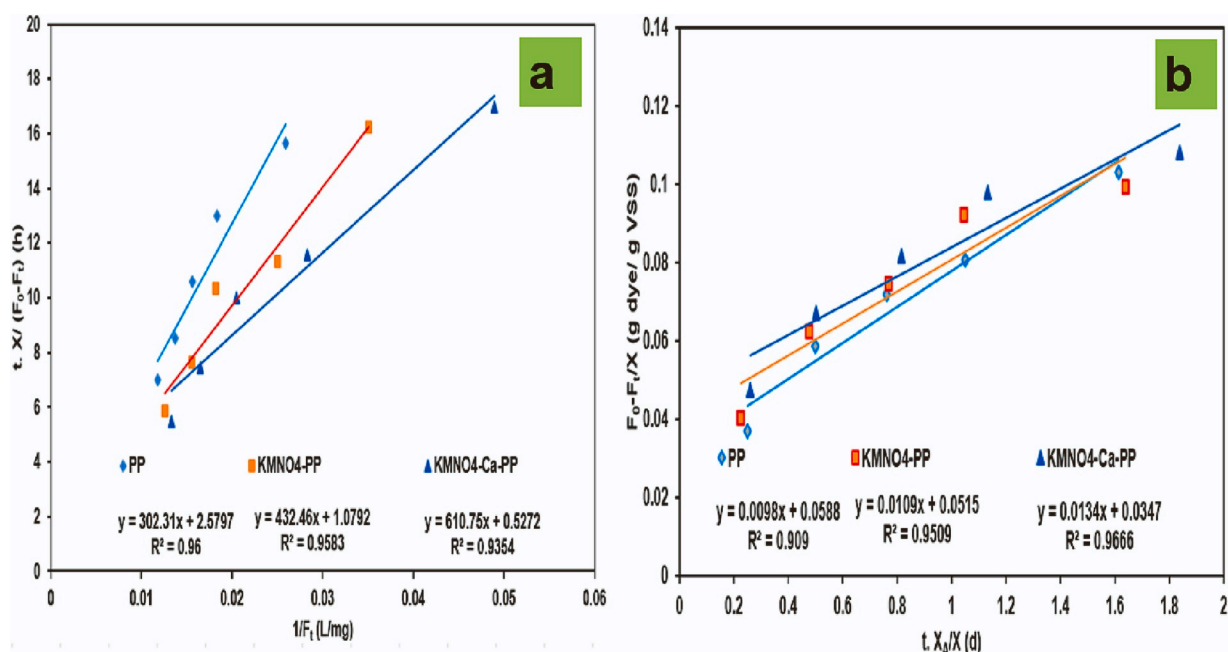 a
t. X/ (F₀-Fₜ) (h)
20
18
16
14
12
10
8
6
4
2
0
PP
KMNO4-PP
KMNO4-Ca-PP
y = 302.31x + 2.5797
R² = 0.96
y = 432.46x + 1.0792
R² = 0.9583
y = 610.75x + 0.5272
R² = 0.9354
0
0.01
0.02
0.03
0.04
0.05
0.06
1/Fₜ (L/mg)
b
F₀-Fₜ/X (g dye/ g VSS)
0.14
0.12
0.1
0.08
0.06
0.04
0.02
0
PP
KMNO4-PP
KMNO4-Ca-PP
y = 0.0098x + 0.0588
R² = 0.909
y = 0.0109x + 0.0515
R² = 0.9509
y = 0.0134x + 0.0347
R² = 0.9666
0
0.2
0.4
0.6
0.8
1
1.2
1.4
1.6
1.8
2